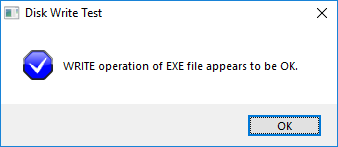 Disk Write Test
WRITE operation of EXE file appears to be OK.
OK